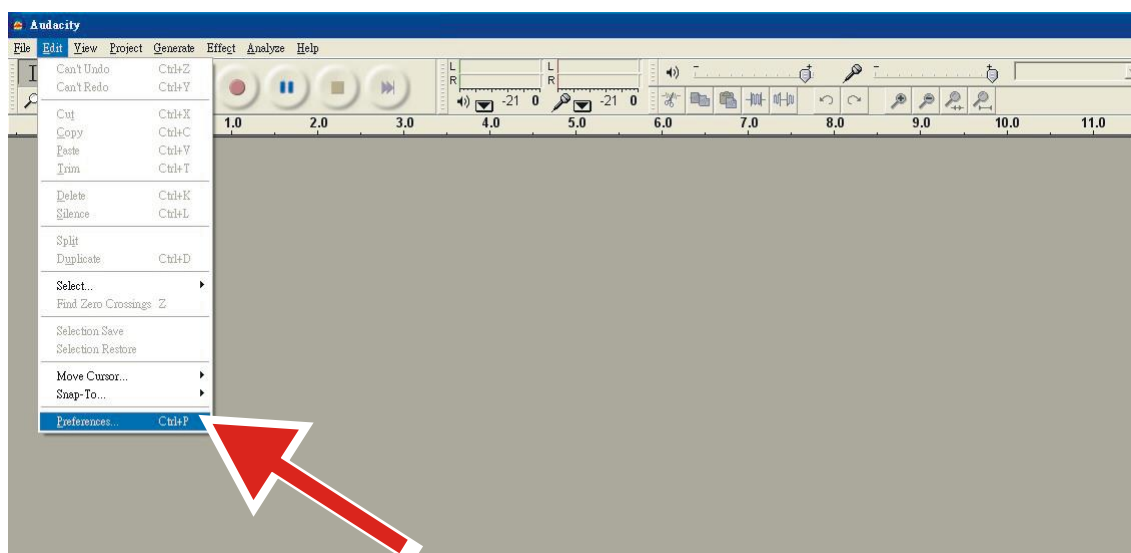 Audacity
File Edit View Project Generate Effect Analyze Help
Can't Undo Ctrl+Z
Can't Redo Ctrl+Y
Cut Ctrl+X
Copy Ctrl+C
Paste Ctrl+V
Trim Ctrl+T
Delete Ctrl+K
Silence Ctrl+L
Split
Duplicate Ctrl+D
Select...
Find Zero Crossings Z
Selection Save
Selection Restore
Move Cursor...
Snap-To...
Preferences... Ctrl+P
L
R
-21 0
L
R
-21 0
- +
- +
1.0 2.0 3.0 4.0 5.0 6.0 7.0 8.0 9.0 10.0 11.0